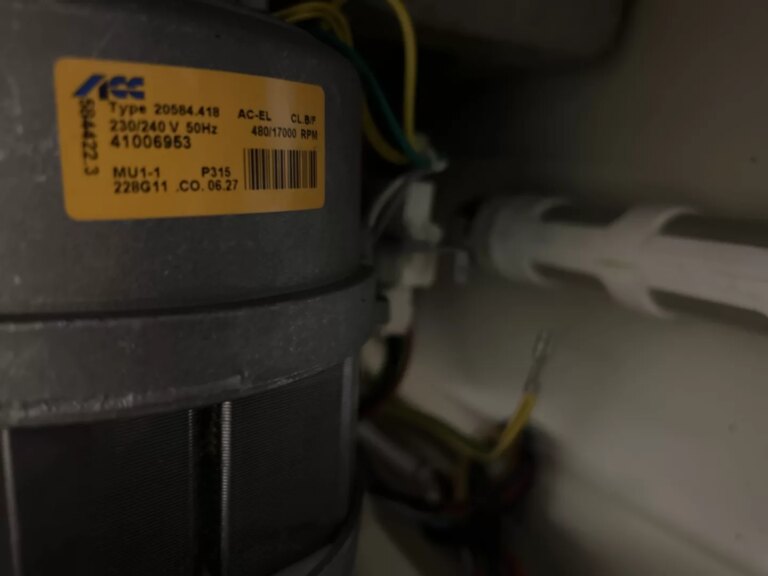 ACC
Type 20584.418 AC-EL CL.B/F
230/240 V 50Hz 480/17000 RPM
41006953
MU1-1 P315
228G11 .CO. 06.27
584422.3